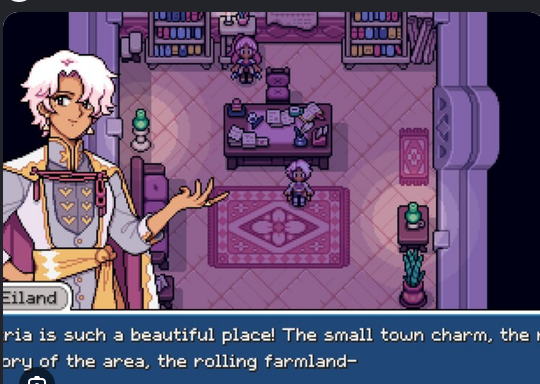 Eiland
ria is such a beautiful place! The small town charm, the
ory of the area, the rolling farmland—